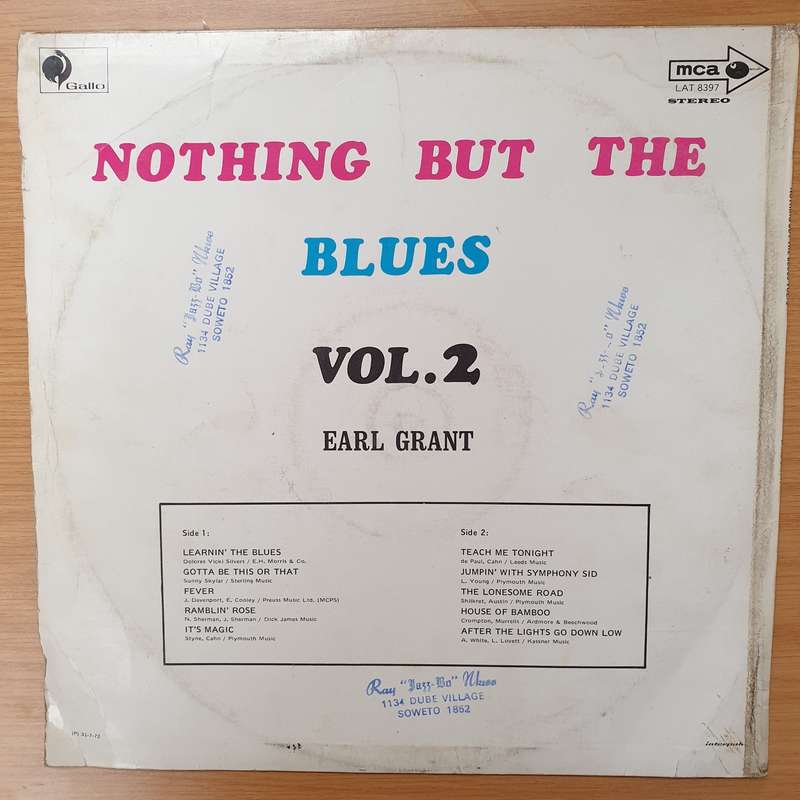 Gallo
mca
LAT 8397
STEREO
NOTHING BUT THE
BLUES
VOL.2
EARL GRANT
Ray "Jazz-Bo" Nkwe
1134 DUBE VILLAGE
SOWETO 1852
Ray Nkwe
1134 DUBE VILLAGE
SOWETO 1852
Side 1:
LEARNIN' THE BLUES
Dolores Vicki Silvers / E.H. Morris & Co.
GOTTA BE THIS OR THAT
Sunny Skylar / Sterling Music
FEVER
J. Davenport, E. Cooley / Preuss Music Ltd. (MCPS)
RAMBLIN' ROSE
N. Sherman, J. Sherman / Dick James Music
IT'S MAGIC
Styne, Cahn / Plymouth Music
Side 2:
TEACH ME TONIGHT
de Paul, Cahn / Leeds Music
JUMPIN' WITH SYMPHONY SID
L. Young / Plymouth Music
THE LONESOME ROAD
Shilkret, Austin / Plymouth Music
HOUSE OF BAMBOO
Crompton, Murrells / Ardmore & Beechwood
AFTER THE LIGHTS GO DOWN LOW
A. White, L. Lovett / Kassner Music
Ray "Jazz-Bo" Nkwe
1134 DUBE VILLAGE
SOWETO 1852
interpak